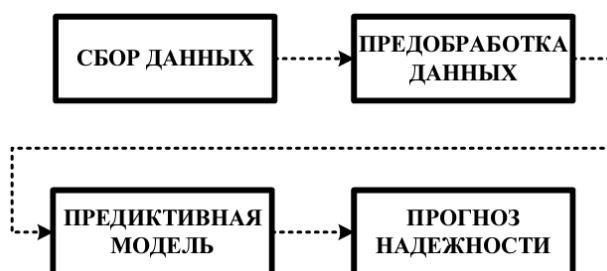 СБОР ДАННЫХ
ПРЕДОБРАБОТКА
ДАННЫХ
ПРЕДИКТИВНАЯ
МОДЕЛЬ
ПРОГНОЗ
НАДЕЖНОСТИ